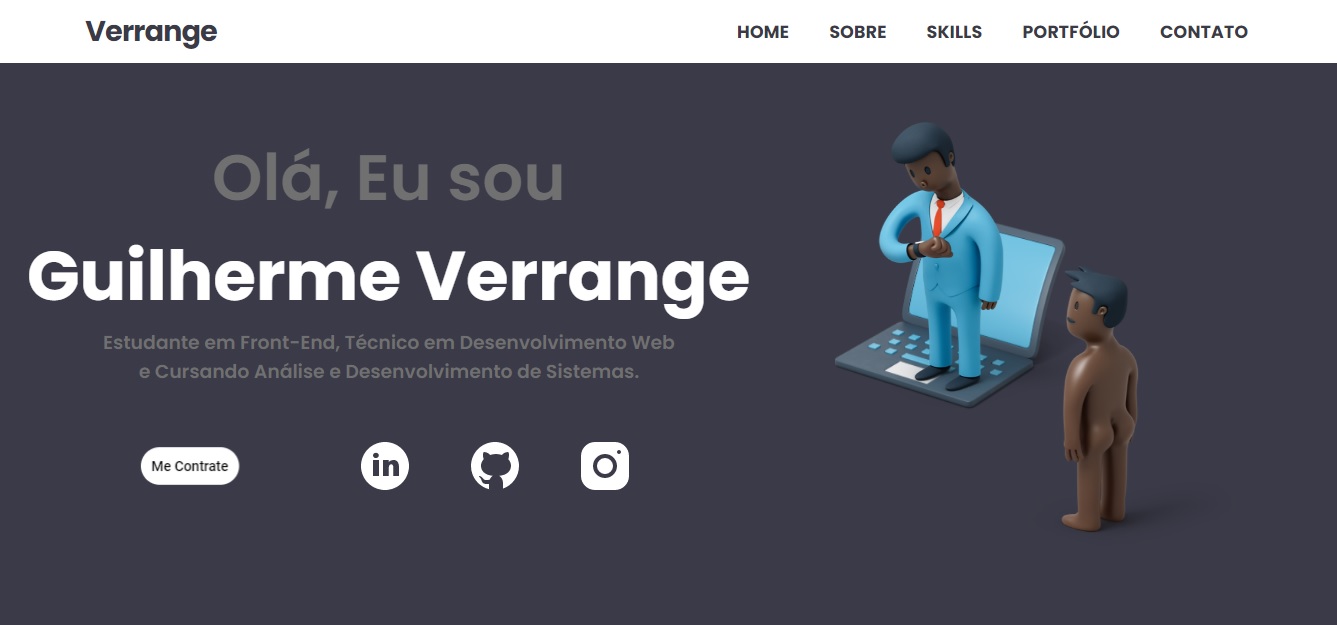 Verrange
HOME SOBRE SKILLS PORTFÓLIO CONTATO
Olá, Eu sou
Guilherme Verrange
Estudante em Front-End, Técnico em Desenvolvimento Web
e Cursando Análise e Desenvolvimento de Sistemas.
Me Contrate
in